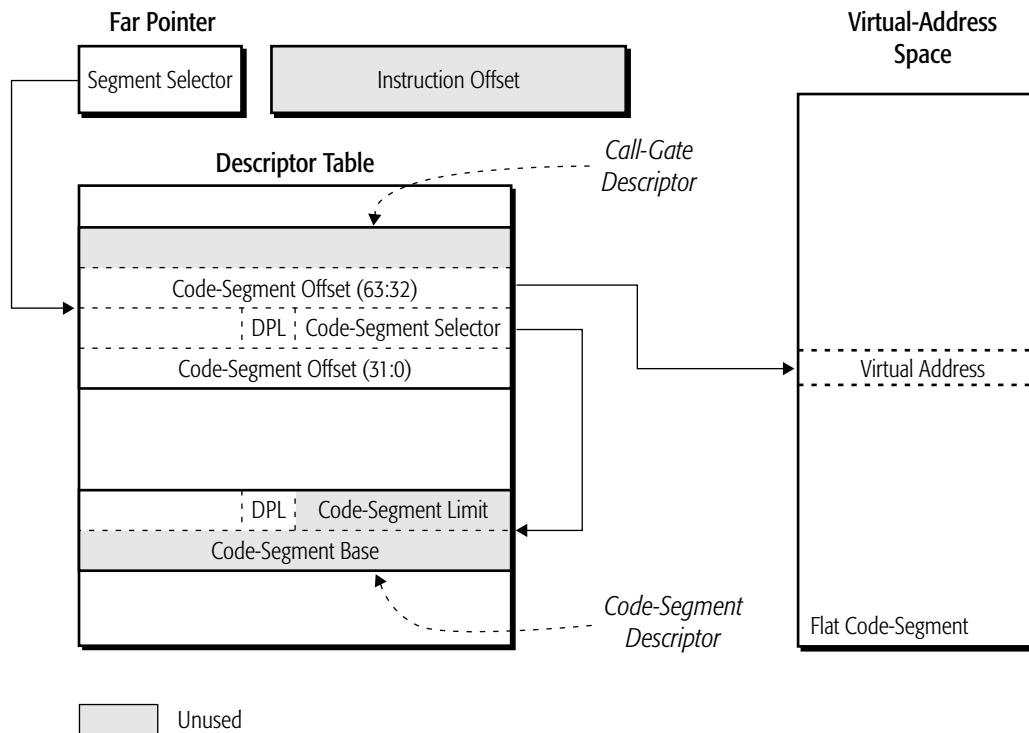 Far Pointer
Virtual-Address
Space
Segment Selector
Instruction Offset
Descriptor Table
Call-Gate
Descriptor
Code-Segment Offset (63:32)
DPL
Code-Segment Selector
Code-Segment Offset (31:0)
Virtual Address
DPL
Code-Segment Limit
Code-Segment Base
Code-Segment
Descriptor
Flat Code-Segment
Unused